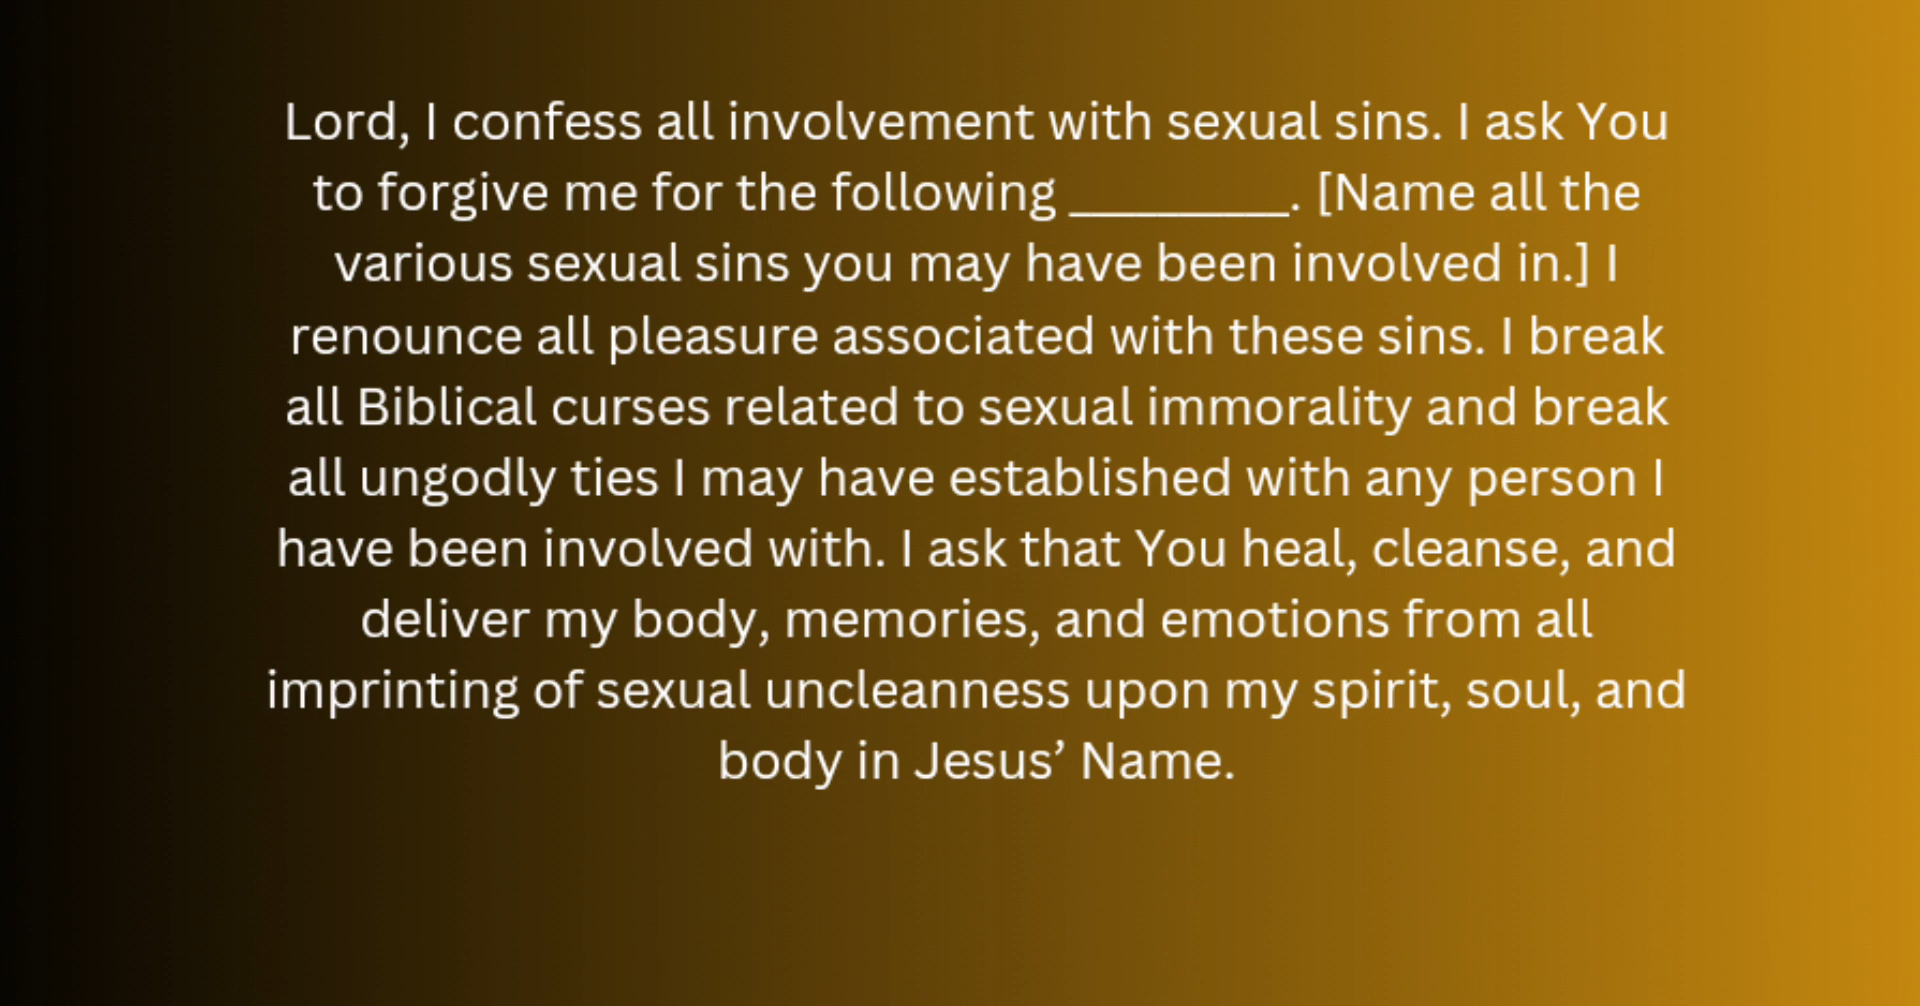 Lord, I confess all involvement with sexual sins. I ask You
to forgive me for the following _________. [Name all the
various sexual sins you may have been involved in.] I
renounce all pleasure associated with these sins. I break
all Biblical curses related to sexual immorality and break
all ungodly ties I may have established with any person I
have been involved with. I ask that You heal, cleanse, and
deliver my body, memories, and emotions from all
imprinting of sexual uncleanness upon my spirit, soul, and
body in Jesus’ Name.